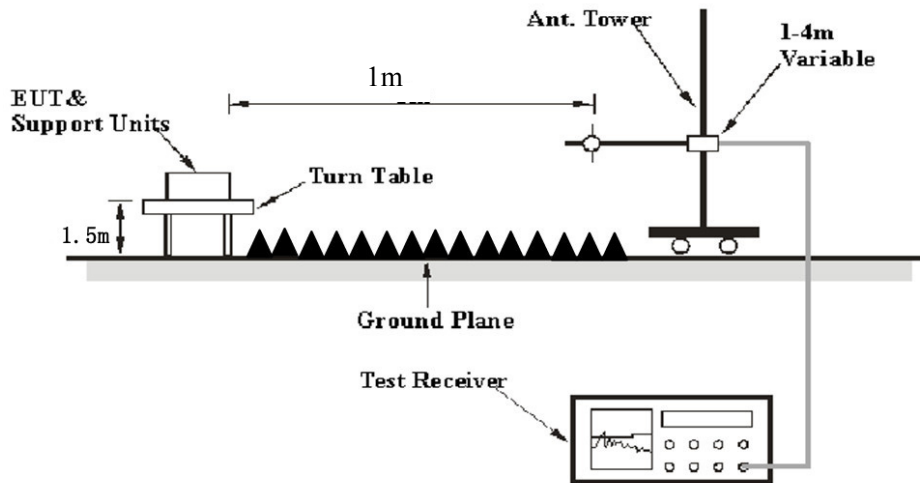 Ant. Tower
1-4m
Variable
1m
EUT &
Support Units
Turn Table
1.5m
Ground Plane
Test Receiver